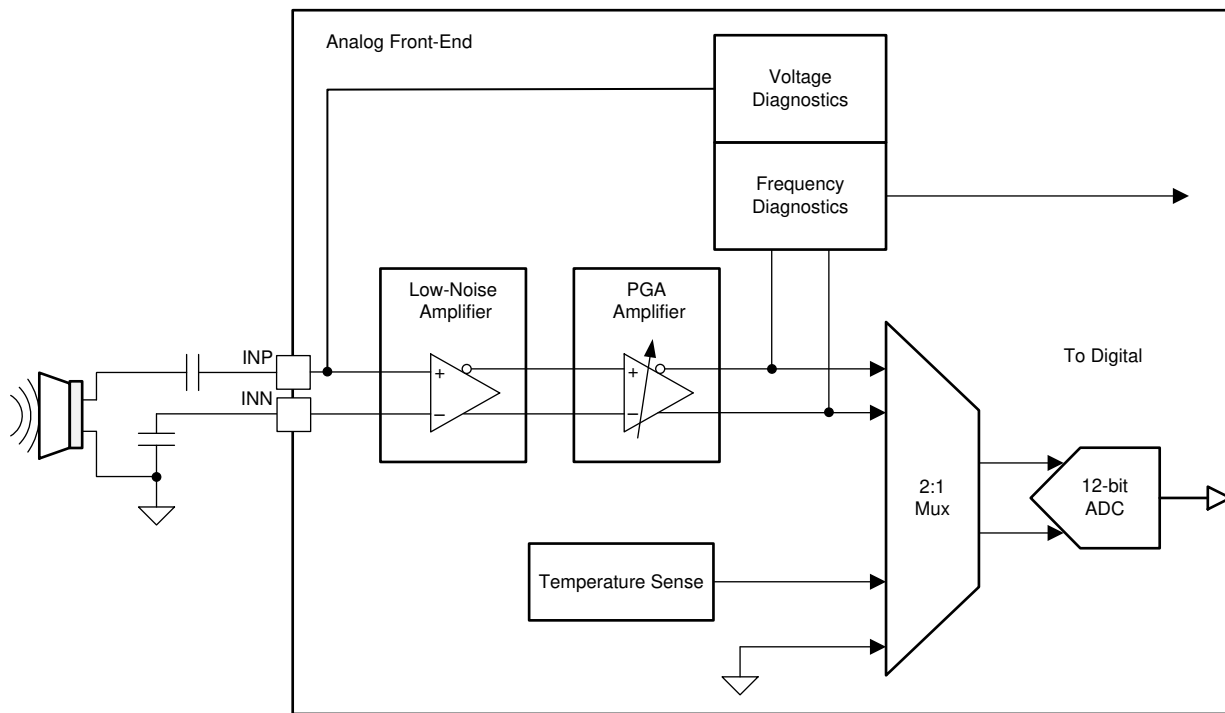 Analog Front-End
Voltage
Diagnostics
Frequency
Diagnostics
Low-Noise
Amplifier
PGA
Amplifier
INP
INN
+
−
+
−
To Digital
2:1
Mux
12-bit
ADC
Temperature Sense